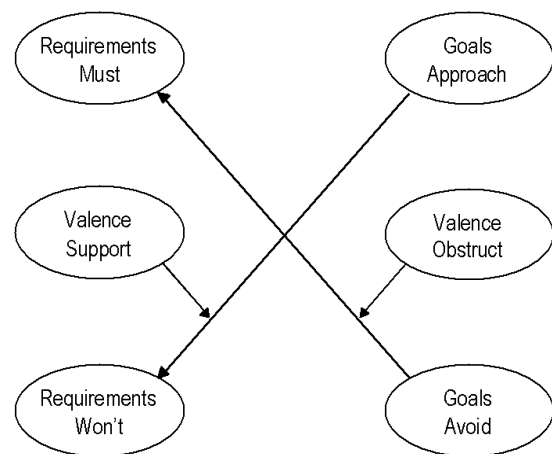 Requirements
Must
Goals
Approach
Valence
Support
Valence
Obstruct
Requirements
Won't
Goals
Avoid